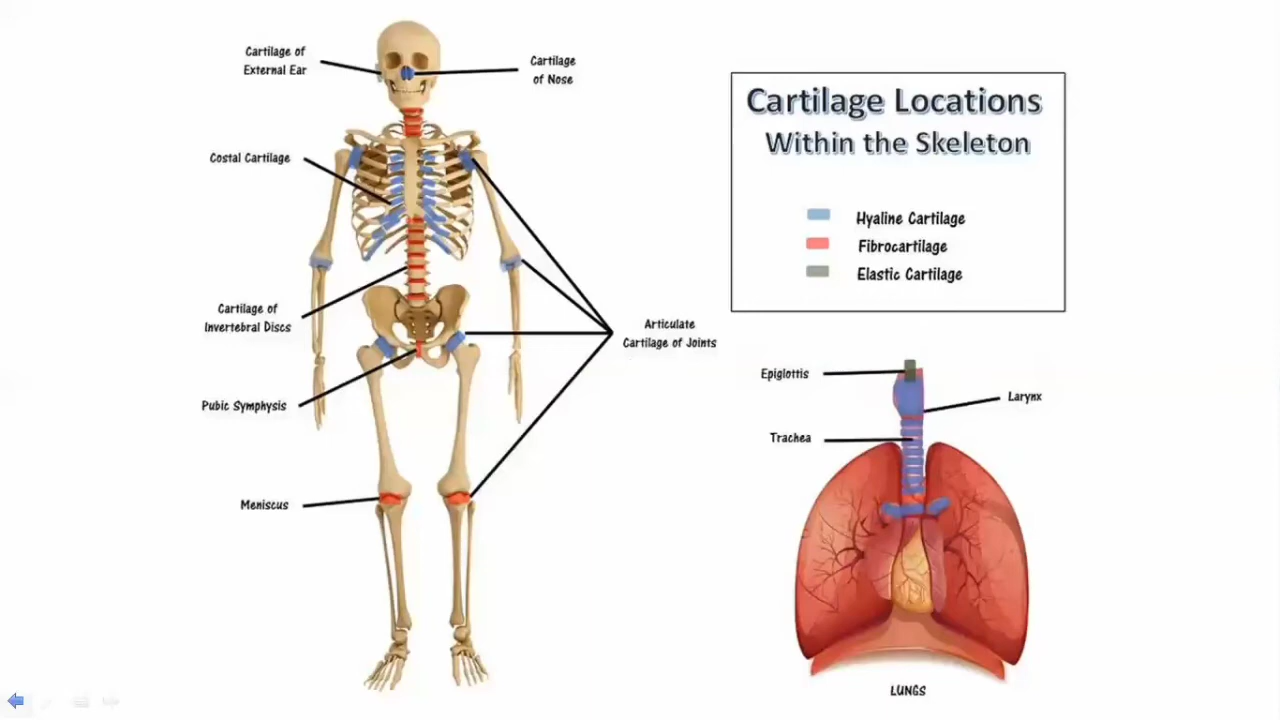 Cartilage of
External Ear
Cartilage
of Nose
Costal Cartilage
Cartilage of
Invertebral Discs
Pubic Symphysis
Meniscus
Articulate
Cartilage of Joints
Cartilage Locations
Within the Skeleton
Hyaline Cartilage
Fibrocartilage
Elastic Cartilage
Epiglottis
Larynx
Trachea
LUNGS